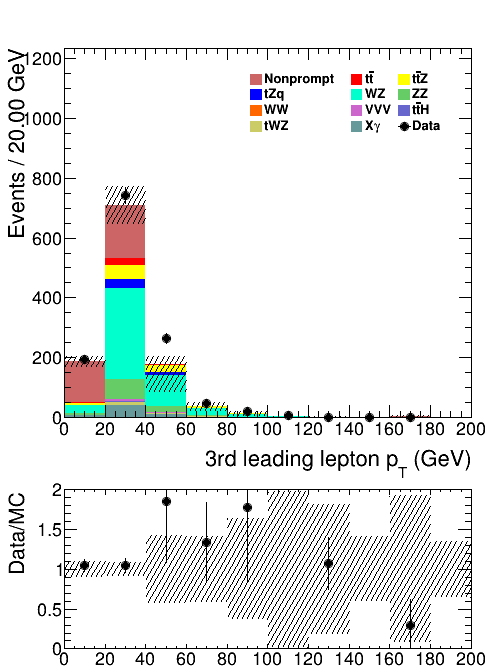 Events / 20.00 GeV
1200
1000
800
600
400
200
0
Nonprompt tt̄ tt̄Z
tZq WZ ZZ
WW VVV tt̄H
tWZ Xγ Data
0 20 40 60 80 100 120 140 160 180 200
3rd leading lepton p_T (GeV)
Data/MC
2
1.5
1
0.5
0
0 20 40 60 80 100 120 140 160 180 200